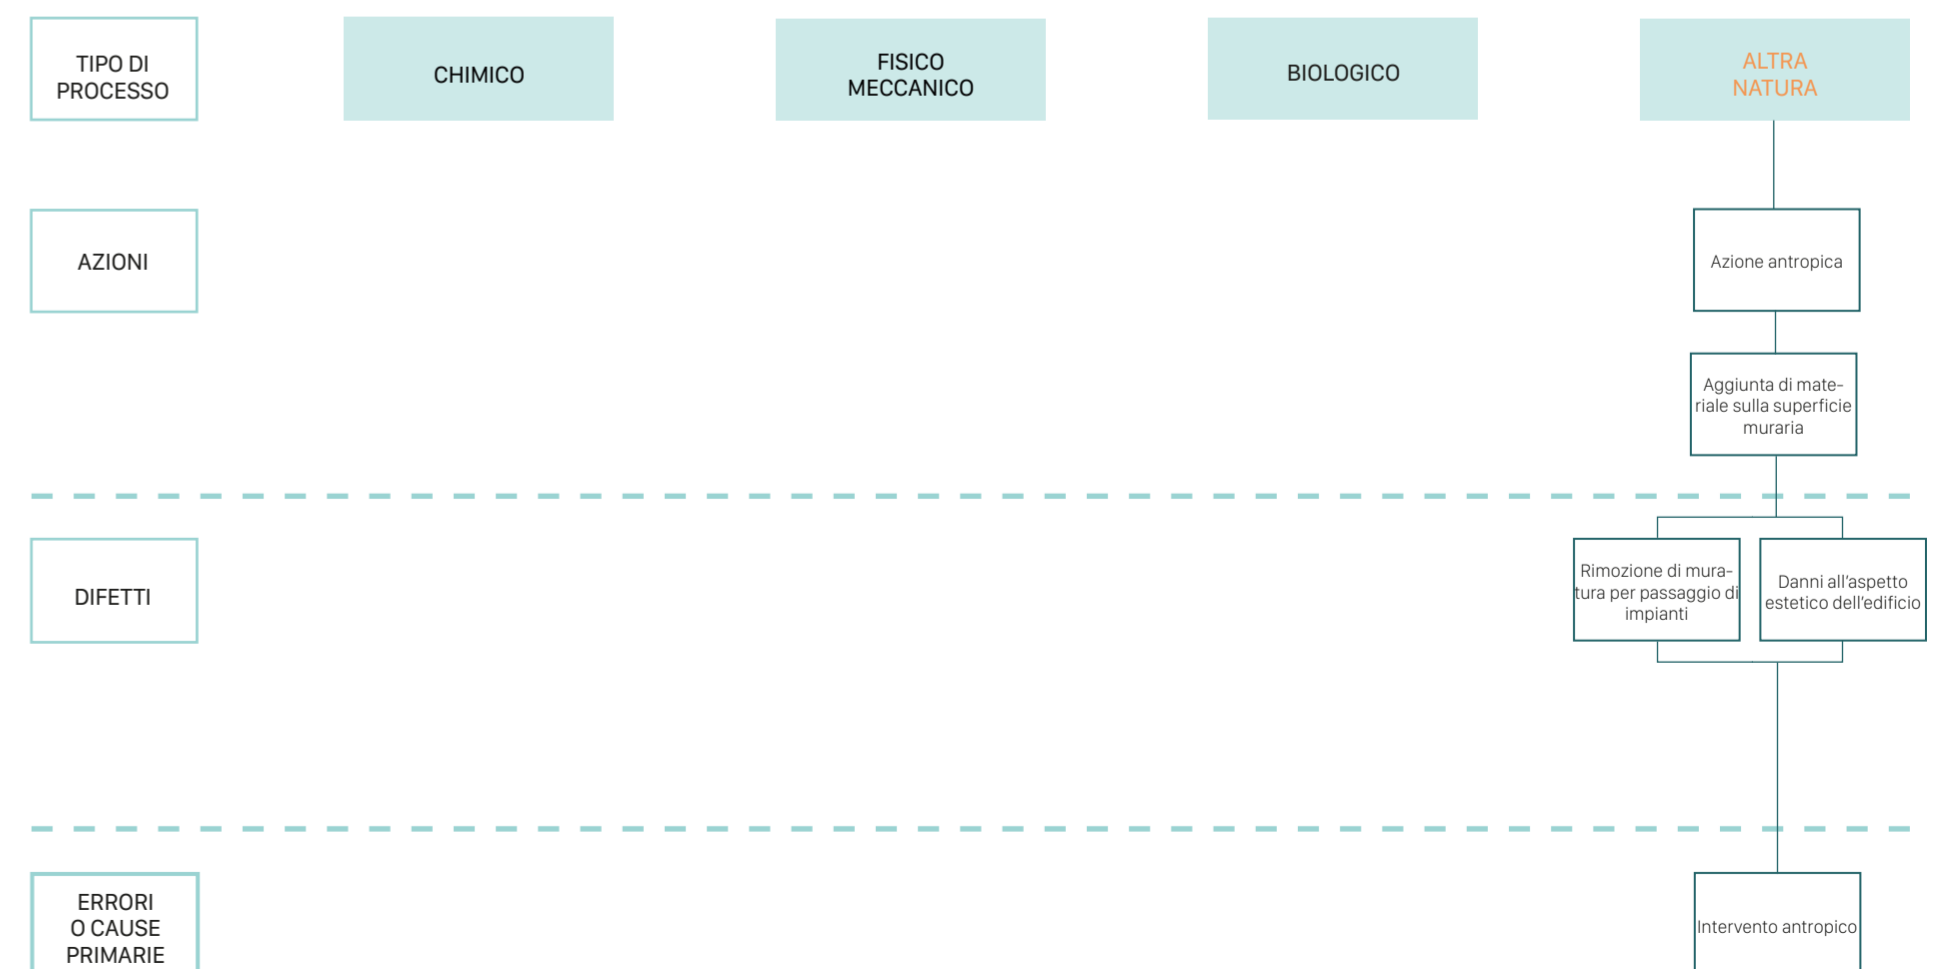 TIPO DI
PROCESSO
CHIMICO
FISICO
MECCANICO
BIOLOGICO
ALTRA
NATURA
AZIONI
Azione antropica
Aggiunta di mate-
riale sulla superficie
muraria
DIFETTI
Rimozione di mura-
tura per passaggio di
impianti
Danni all'aspetto
estetico dell'edificio
ERRORI
O CAUSE
PRIMARIE
Intervento antropico